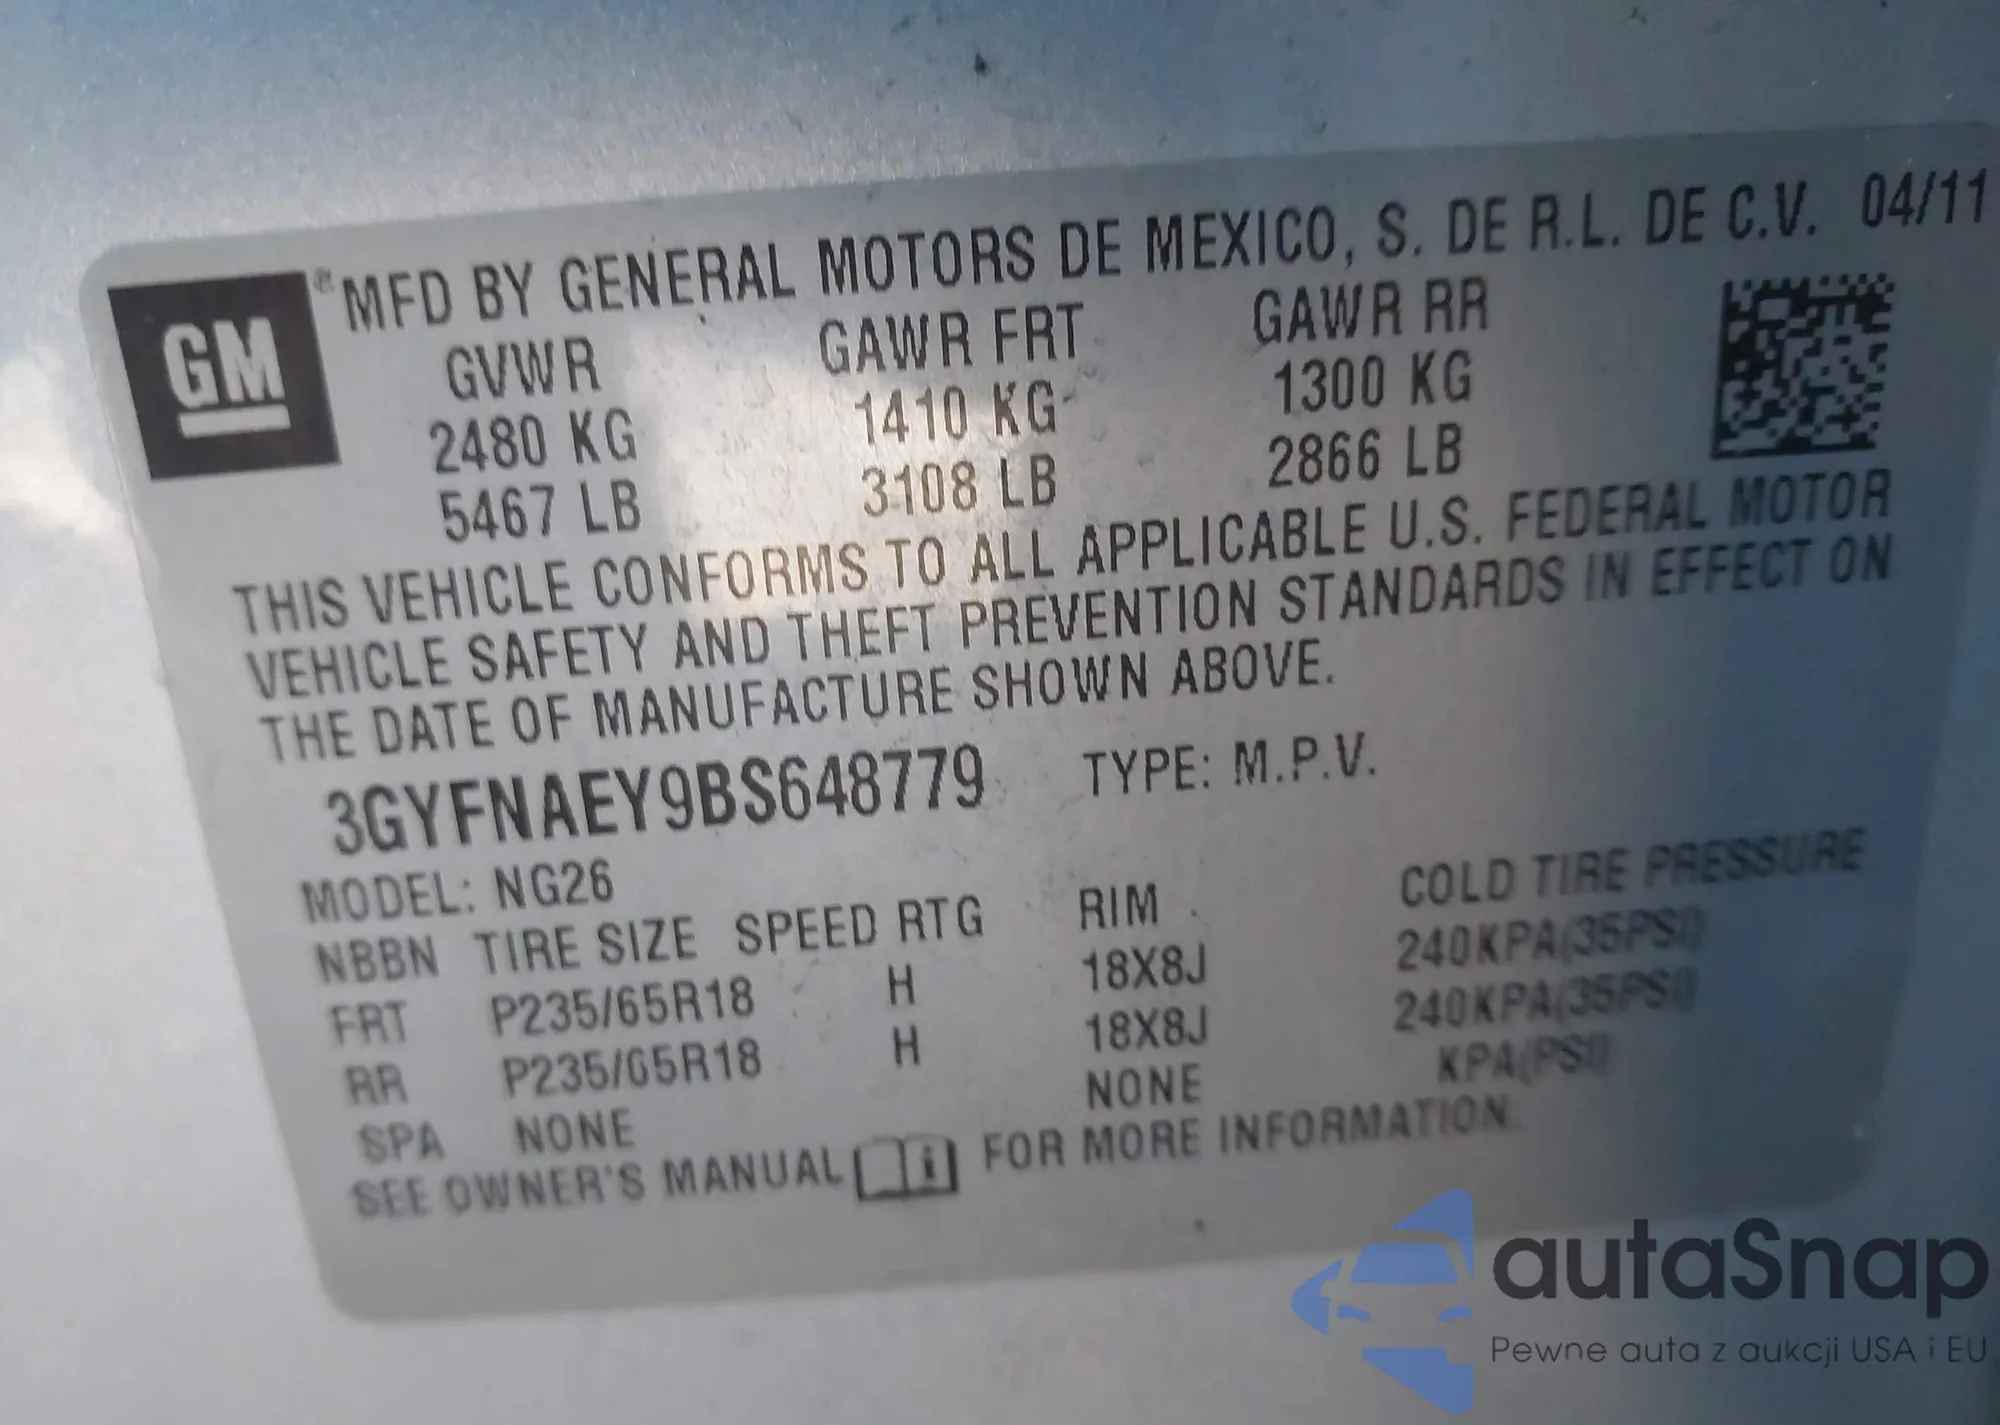 GM
® MFD BY GENERAL MOTORS DE MEXICO, S. DE R.L. DE C.V. 04/11
GVWR GAWR FRT GAWR RR
2480 KG 1410 KG 1300 KG
5467 LB 3108 LB 2866 LB
THIS VEHICLE CONFORMS TO ALL APPLICABLE U.S. FEDERAL MOTOR
VEHICLE SAFETY AND THEFT PREVENTION STANDARDS IN EFFECT ON
THE DATE OF MANUFACTURE SHOWN ABOVE.
3GYFNAEY9BS648779 TYPE: M.P.V.
MODEL: NG26
NBBN TIRE SIZE SPEED RTG RIM COLD TIRE PRESSURE
FRT P235/65R18 H 18X8J 240KPA(35PSI)
RR P235/65R18 H 18X8J 240KPA(35PSI)
SPA NONE NONE KPA(PSI)
SEE OWNER'S MANUAL i FOR MORE INFORMATION.
autaSnap
Pewne auta z aukcji USA i EU